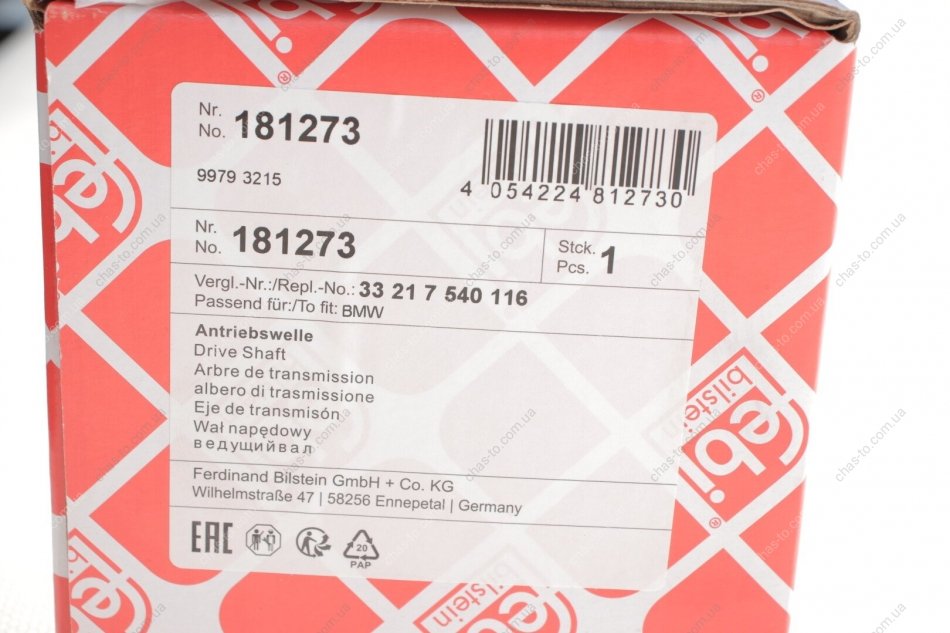 Nr.
No. 181273
9979 3215
4 054224 812730
Nr.
No. 181273
Stck.
Pcs. 1
Vergl.-Nr.:/Repl.-No.: 33 21 7 540 116
Passend für:/To fit: BMW
Antriebswelle
Drive Shaft
Arbre de transmission
albero di trasmissione
Eje de transmisón
Wał napędowy
ведущийвал
Ferdinand Bilstein GmbH + Co. KG
Wilhelmstraße 47 | 58256 Ennepetal | Germany
EAC
20
PAP
febi
bilstein
®
chas-to.com.ua